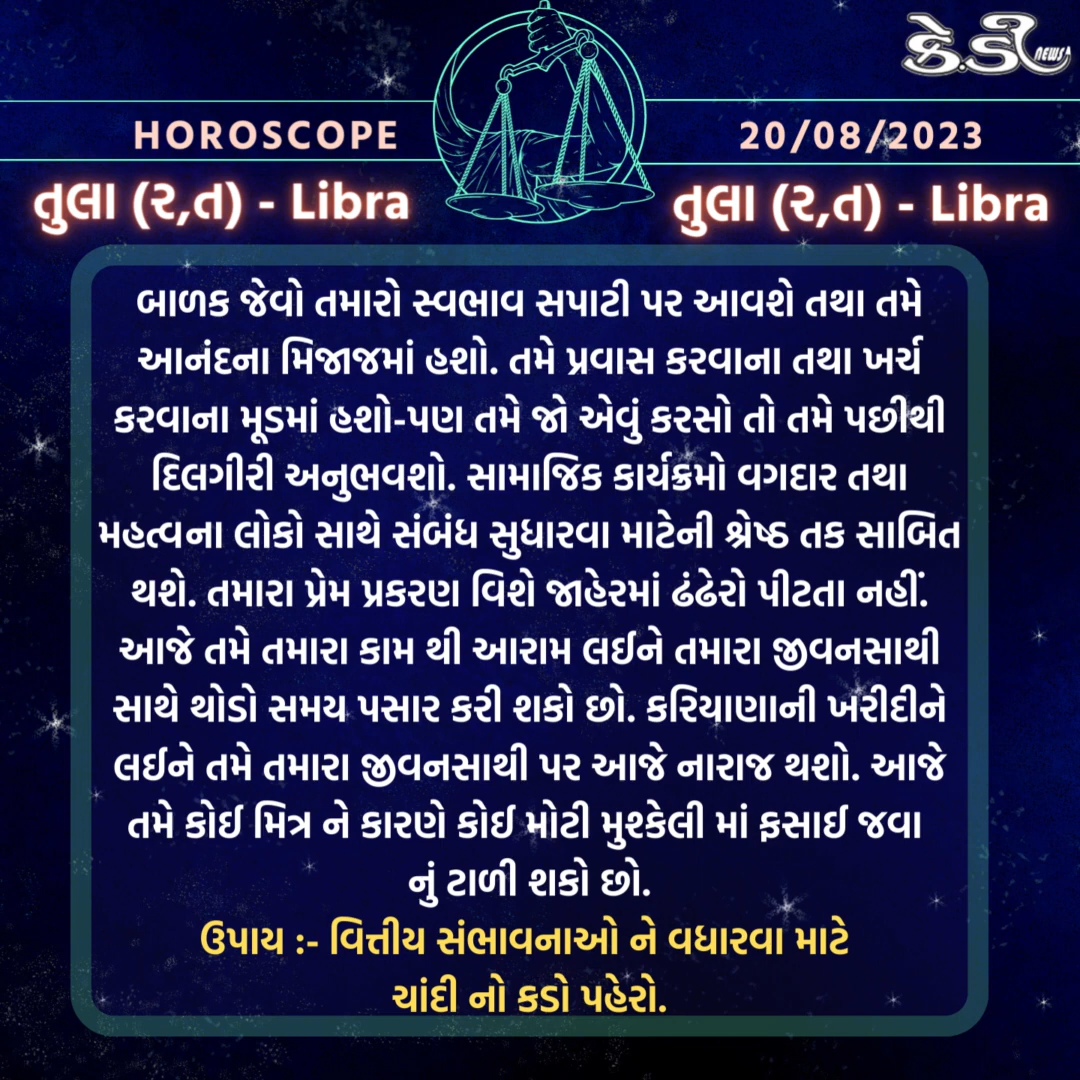 કે.ડી NEWS
HOROSCOPE
20/08/2023
તુલા (ર,ત) - Libra
તુલા (ર,ત) - Libra
બાળક જેવો તમારો સ્વભાવ સપાટી પર આવશે તથા તમે
આનંદના મિજાજમાં હશો. તમે પ્રવાસ કરવાના તથા ખર્ચ
કરવાના મૂડમાં હશો-પણ તમે જો એવું કરસો તો તમે પછીથી
દિલગીરી અનુભવશો. સામાજિક કાર્યક્રમો વગદાર તથા
મહત્વના લોકો સાથે સંબંધ સુધારવા માટેની શ્રેષ્ઠ તક સાબિત
થશે. તમારા પ્રેમ પ્રકરણ વિશે જાહેરમાં ઢંઢેરો પીટતા નહીં.
આજે તમે તમારા કામ થી આરામ લઈને તમારા જીવનસાથી
સાથે થોડો સમય પસાર કરી શકો છો. કરિયાણાની ખરીદીને
લઈને તમે તમારા જીવનસાથી પર આજે નારાજ થશો. આજે
તમે કોઈ મિત્ર ને કારણે કોઈ મોટી મુશ્કેલી માં ફસાઈ જવા
નું ટાળી શકો છો.
ઉપાય :- વિત્તીય સંભાવનાઓ ને વધારવા માટે
ચાંદી નો કડો પહેરો.